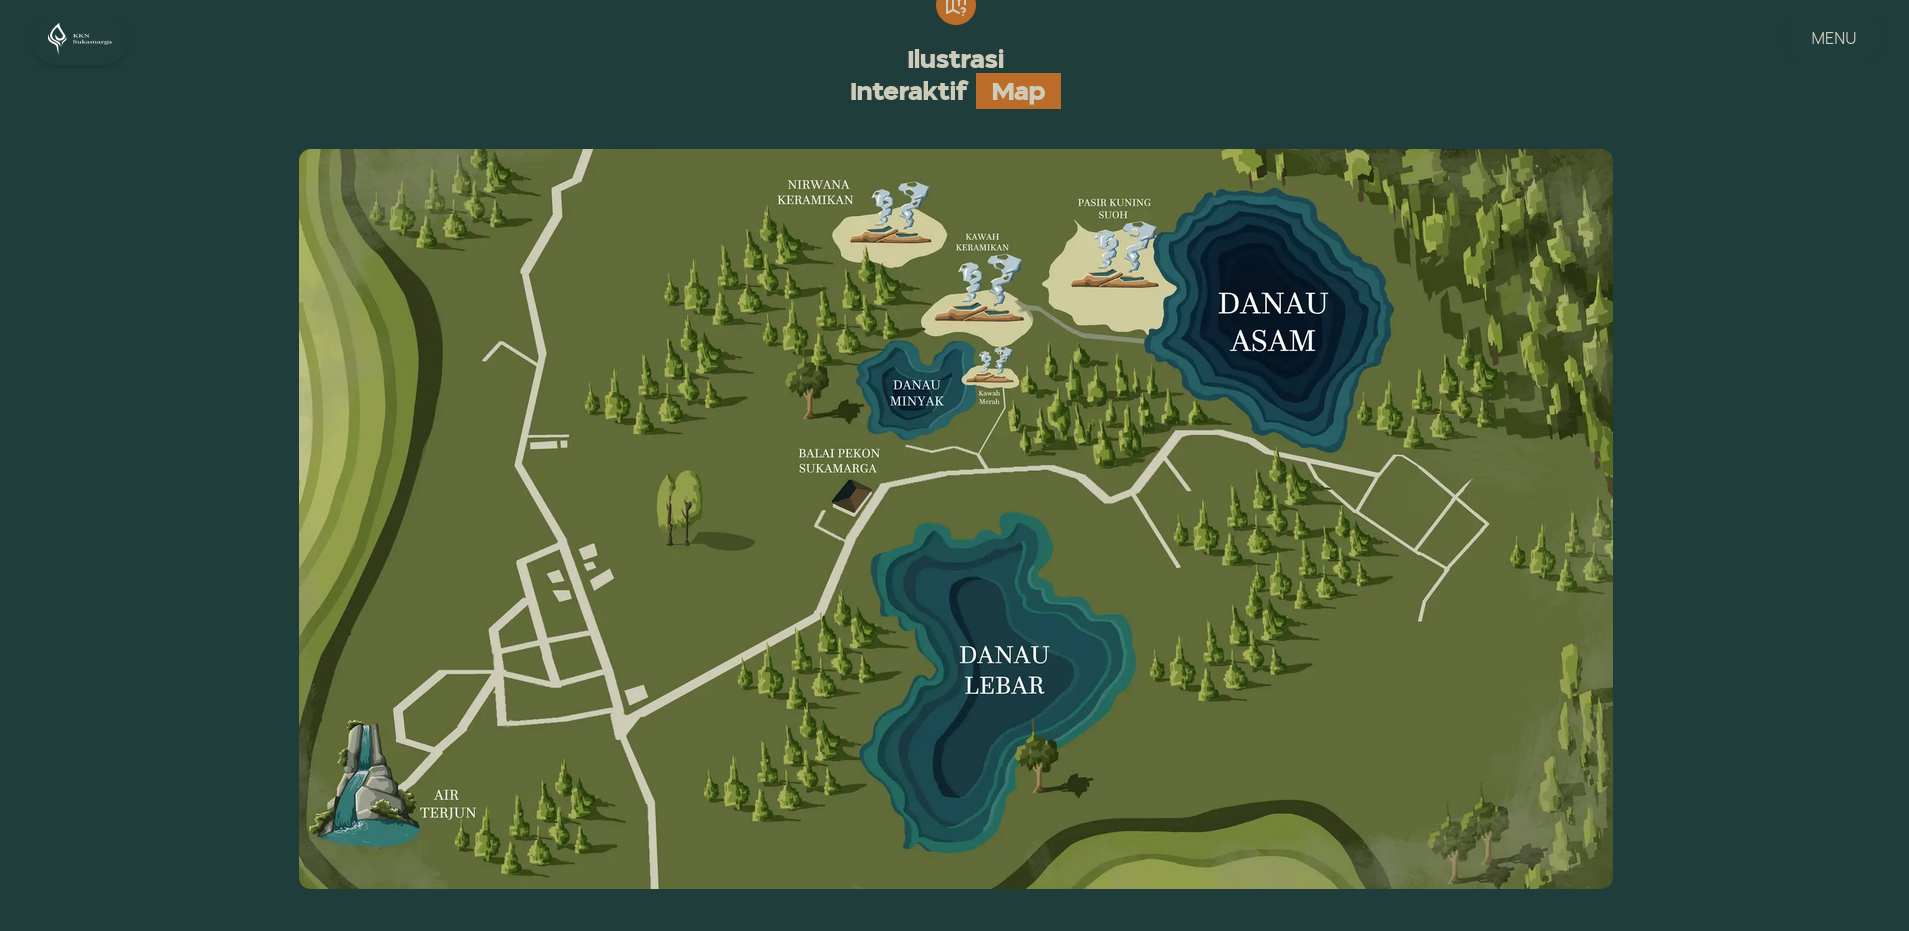 KKN
Sukamarga
MENU
Ilustrasi
Interaktif Map
NIRWANA
KERAMIKAN
PASIR KUNING
SUOH
KAWAH
KERAMIKAN
DANAU
ASAM
DANAU
MINYAK
Kawah
Merah
BALAI PEKON
SUKAMARGA
DANAU
LEBAR
AIR
TERJUN